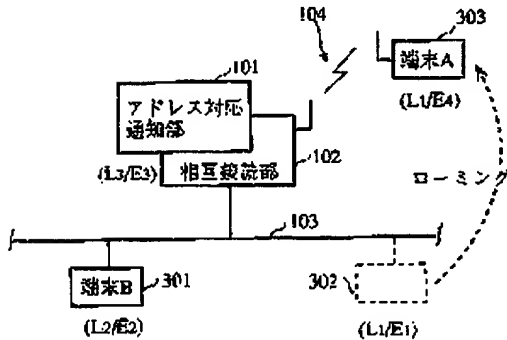 104
303
端末A
(L1/E4)
101
アドレス対応
通知部
(L3/E3)
相互接続部
102
ローミング
103
端末B
301
302
(L2/E2)
(L1/E1)